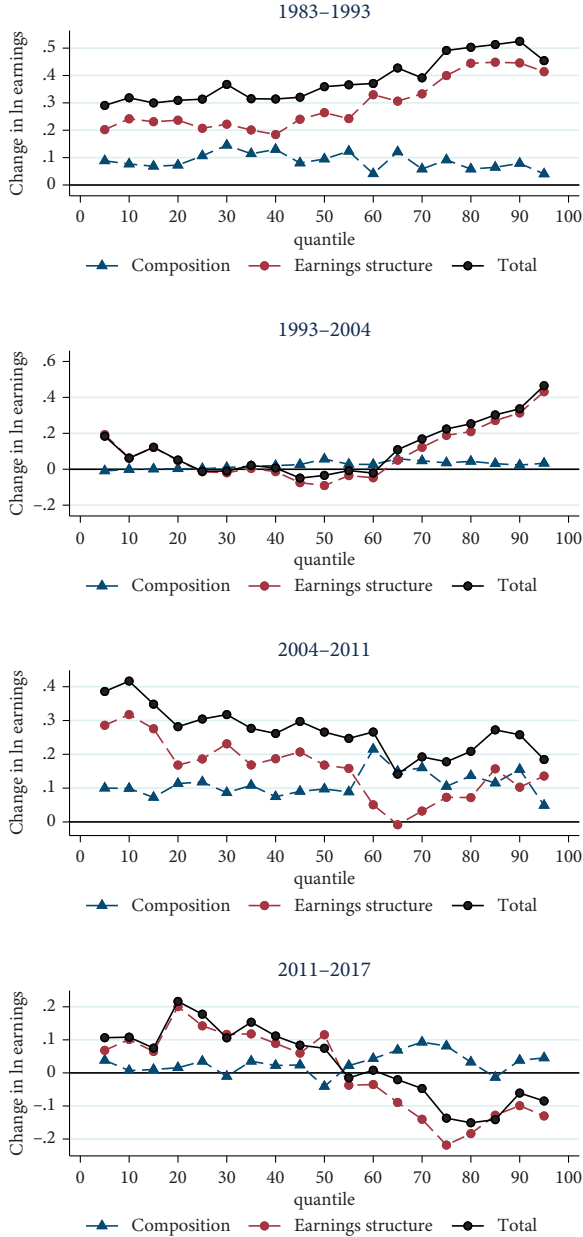 1983–1993
Change in ln earnings
.5
.4
.3
.2
.1
0
0 10 20 30 40 50 60 70 80 90 100
quantile
Composition Earnings structure Total
1993–2004
Change in ln earnings
.6
.4
.2
0
–.2
0 10 20 30 40 50 60 70 80 90 100
quantile
Composition Earnings structure Total
2004–2011
Change in ln earnings
.4
.3
.2
.1
0
0 10 20 30 40 50 60 70 80 90 100
quantile
Composition Earnings structure Total
2011–2017
Change in ln earnings
.2
.1
0
–.1
–.2
0 10 20 30 40 50 60 70 80 90 100
quantile
Composition Earnings structure Total